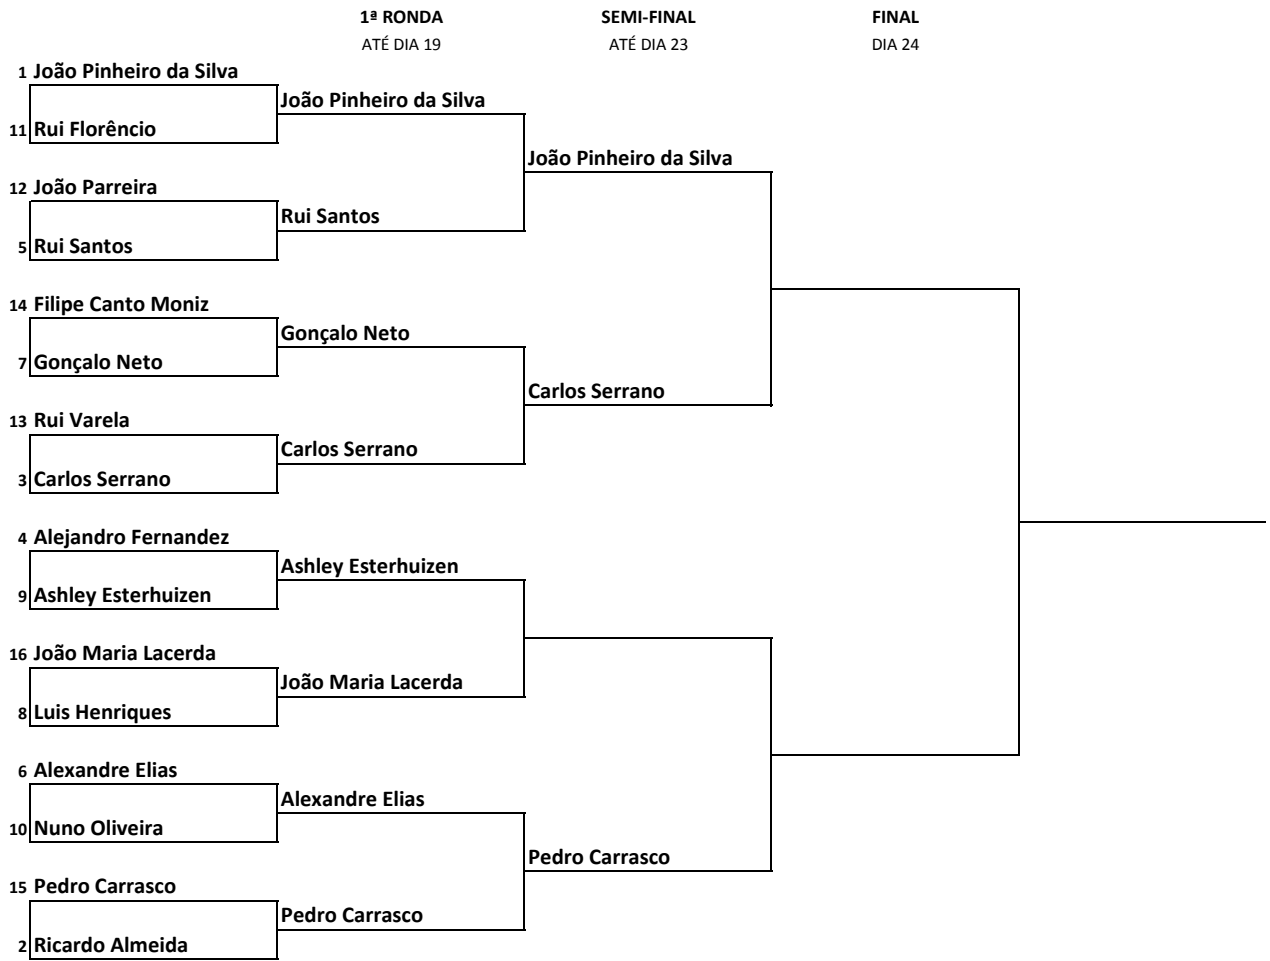 1ª RONDA SEMI-FINAL FINAL
ATÉ DIA 19 ATÉ DIA 23 DIA 24
1 João Pinheiro da Silva
João Pinheiro da Silva
11 Rui Florêncio
João Pinheiro da Silva
12 João Parreira
Rui Santos
5 Rui Santos
14 Filipe Canto Moniz
Gonçalo Neto
7 Gonçalo Neto
Carlos Serrano
13 Rui Varela
Carlos Serrano
3 Carlos Serrano
4 Alejandro Fernandez
Ashley Esterhuizen
9 Ashley Esterhuizen
16 João Maria Lacerda
João Maria Lacerda
8 Luis Henriques
6 Alexandre Elias
Alexandre Elias
10 Nuno Oliveira
Pedro Carrasco
15 Pedro Carrasco
Pedro Carrasco
2 Ricardo Almeida